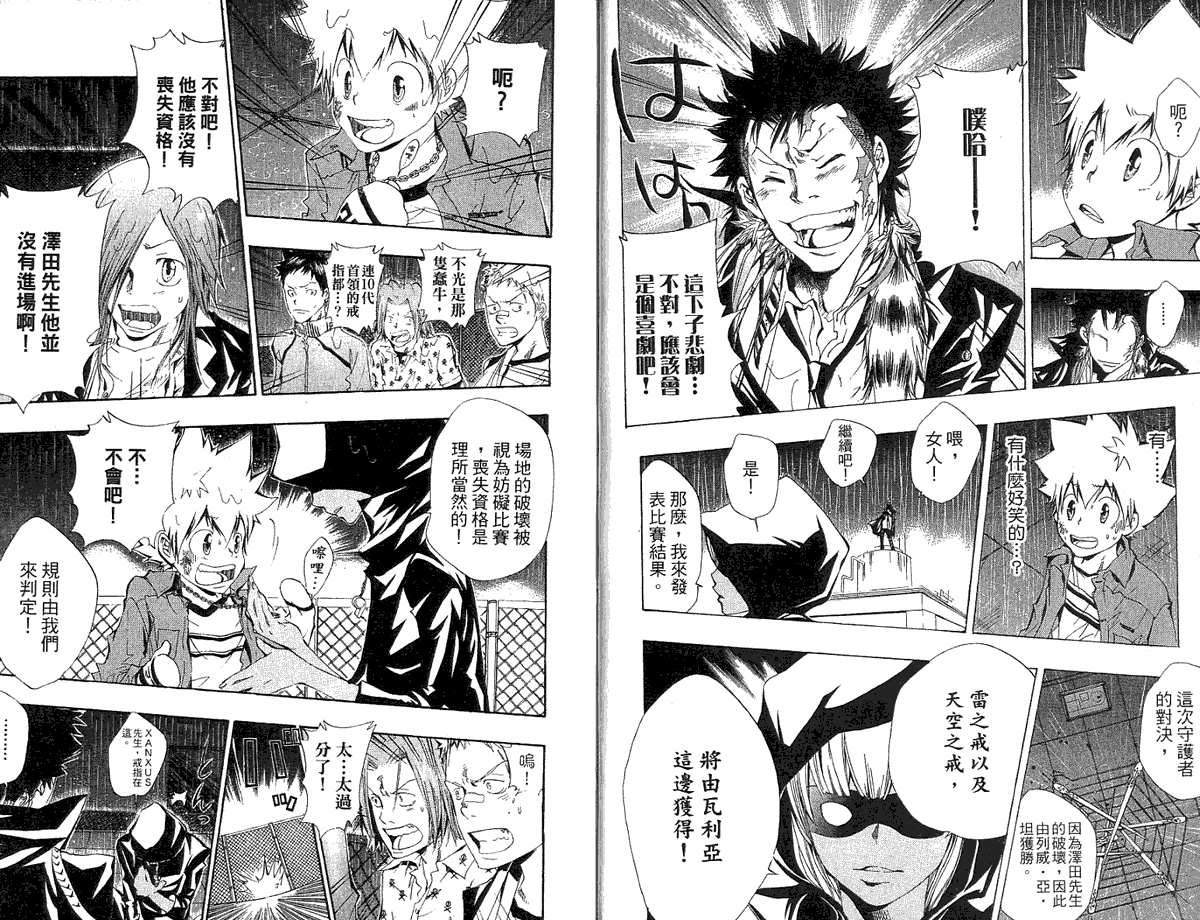 呃？
……
噗哈——！
ははは
這下子悲劇…
不對，應該會
是個喜劇吧！
有……
有什麼好笑的…？
喂，
女人！
繼續吧！
是！
那麼，我來發
表比賽結果。
這次守護者
的對決，
因為澤田先生
的破壞，因此
由列威·亞·
坦獲勝。
雷之戒以及
天空之戒，
將由瓦利亞
這邊獲得！
呃？
不對吧！
他應該沒有
喪失資格！
不光是那
隻蠢牛，
連10代
首領的戒
指都…？
澤田先生他並
沒有進場啊！
場地的破壞被
視為妨礙比賽
，喪失資格是
理所當然的！
嚓哩…
不…
不會吧！
規則由我們
來判定！
嗚！
太…太過
分了！
XANXUS
先生，戒指在
這。
……